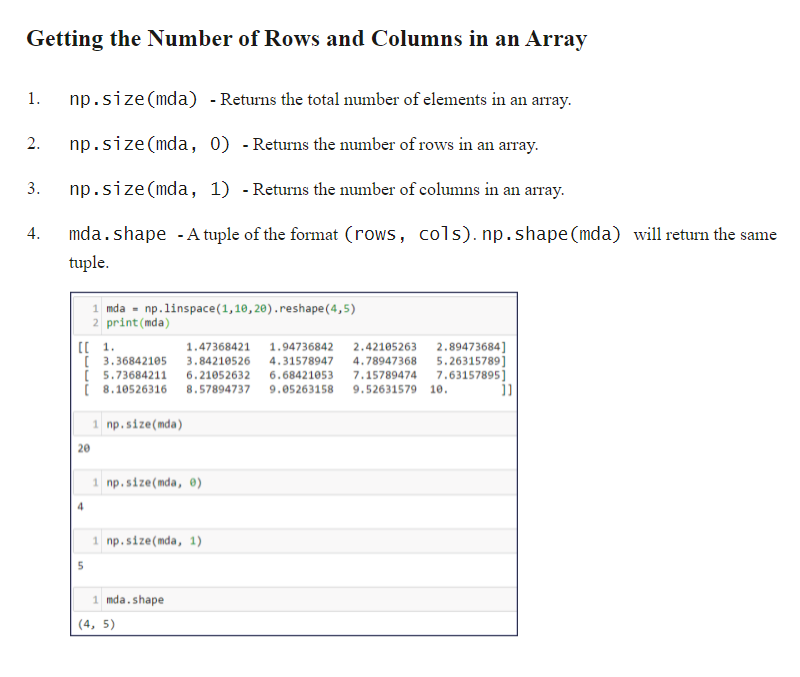 Getting the Number of Rows and Columns in an Array
1. np.size(mda) - Returns the total number of elements in an array.
2. np.size(mda, 0) - Returns the number of rows in an array.
3. np.size(mda, 1) - Returns the number of columns in an array.
4. mda.shape - A tuple of the format (rows, cols). np.shape(mda) will return the same
tuple.
1 mda = np.linspace(1,10,20).reshape(4,5)
2 print(mda)
[[ 1. 1.47368421 1.94736842 2.42105263 2.89473684]
[ 3.36842105 3.84210526 4.31578947 4.78947368 5.26315789]
[ 5.73684211 6.21052632 6.68421053 7.15789474 7.63157895]
[ 8.10526316 8.57894737 9.05263158 9.52631579 10. ]]
1 np.size(mda)
20
1 np.size(mda, 0)
4
1 np.size(mda, 1)
5
1 mda.shape
(4, 5)